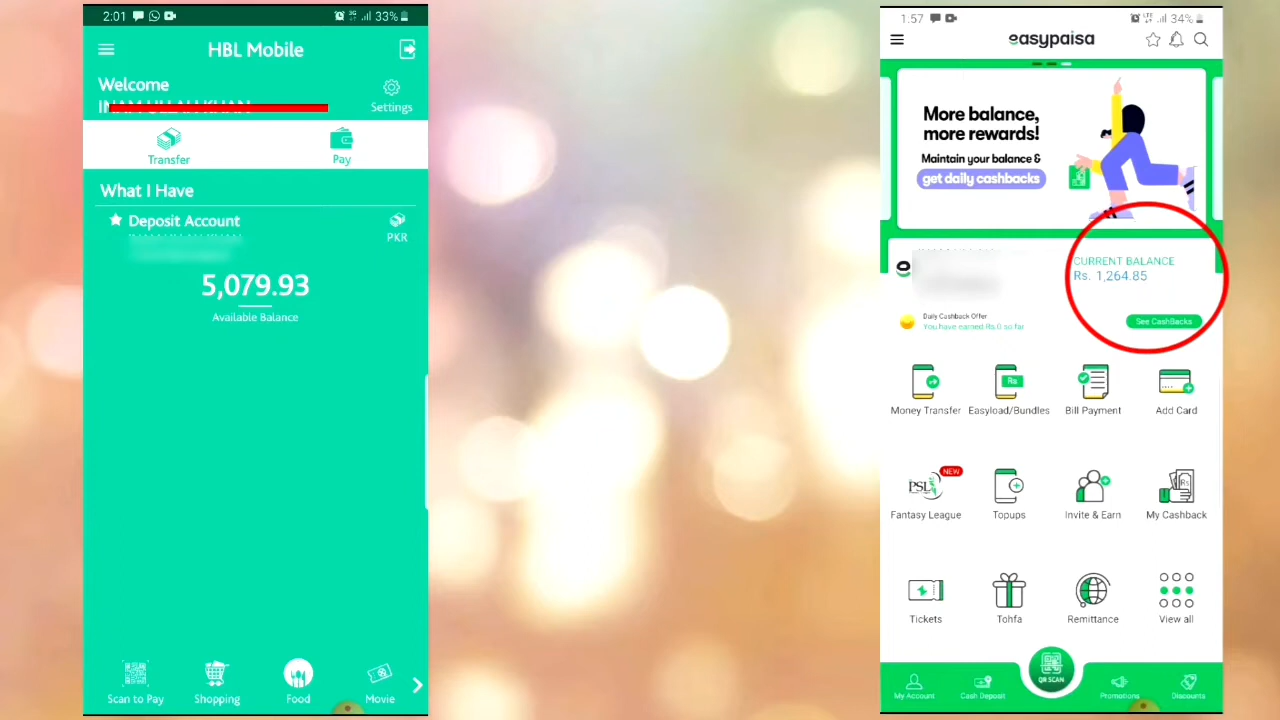 2:01
3G
33%
HBL Mobile
Welcome
Settings
Transfer
Pay
What I Have
Deposit Account
PKR
5,079.93
Available Balance
Scan to Pay
Shopping
Food
Movie
1:57
LTE
34%
easypaisa
More balance,
more rewards!
Maintain your balance &
get daily cashbacks
CURRENT BALANCE
Rs. 1,264.85
Daily Cashback Offer
You have earned Rs.0 so far
See CashBacks
Rs
Money Transfer
Easyload/Bundles
Bill Payment
Add Card
NEW
PSL
Rs
Fantasy League
Topups
Invite & Earn
My Cashback
Tickets
Tohfa
Remittance
View all
QR SCAN
My Account
Cash Deposit
Promotions
Discounts